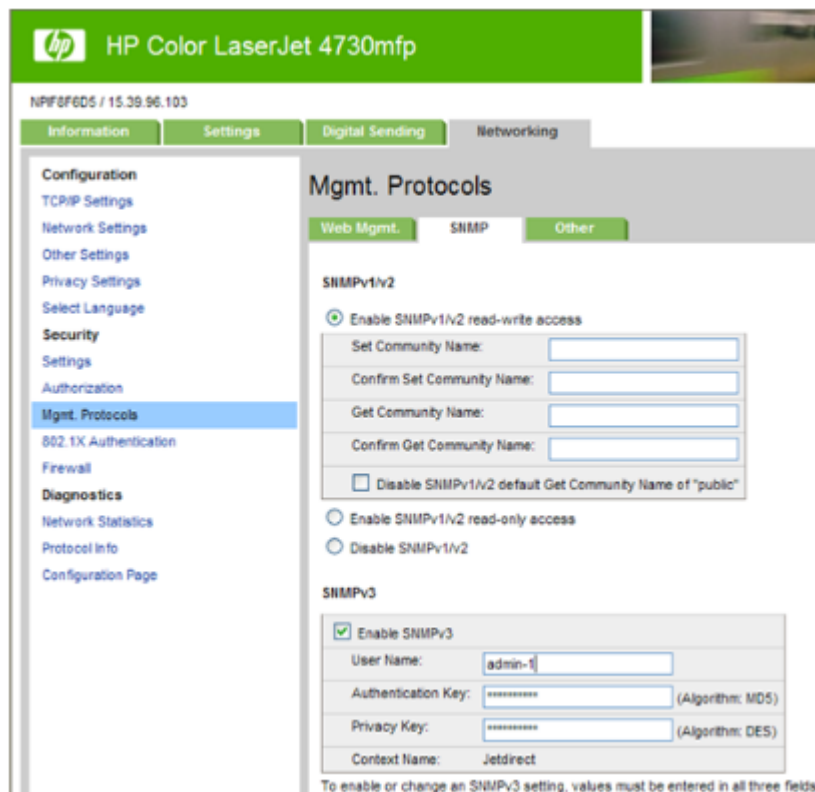 hp HP Color LaserJet 4730mfp
NPIF8F6D5 / 15.39.96.103
Information Settings Digital Sending Networking
Configuration
TCP/IP Settings
Network Settings
Other Settings
Privacy Settings
Select Language
Security
Settings
Authorization
Mgmt. Protocols
802.1X Authentication
Firewall
Diagnostics
Network Statistics
Protocol Info
Configuration Page
Mgmt. Protocols
Web Mgmt. SNMP Other
SNMPv1/v2
Enable SNMPv1/v2 read-write access
Set Community Name:
Confirm Set Community Name:
Get Community Name:
Confirm Get Community Name:
Disable SNMPv1/v2 default Get Community Name of "public"
Enable SNMPv1/v2 read-only access
Disable SNMPv1/v2
SNMPv3
Enable SNMPv3
User Name: admin-1
Authentication Key: ********** (Algorithm: MD5)
Privacy Key: ********** (Algorithm: DES)
Context Name: Jetdirect
To enable or change an SNMPv3 setting, values must be entered in all three fields